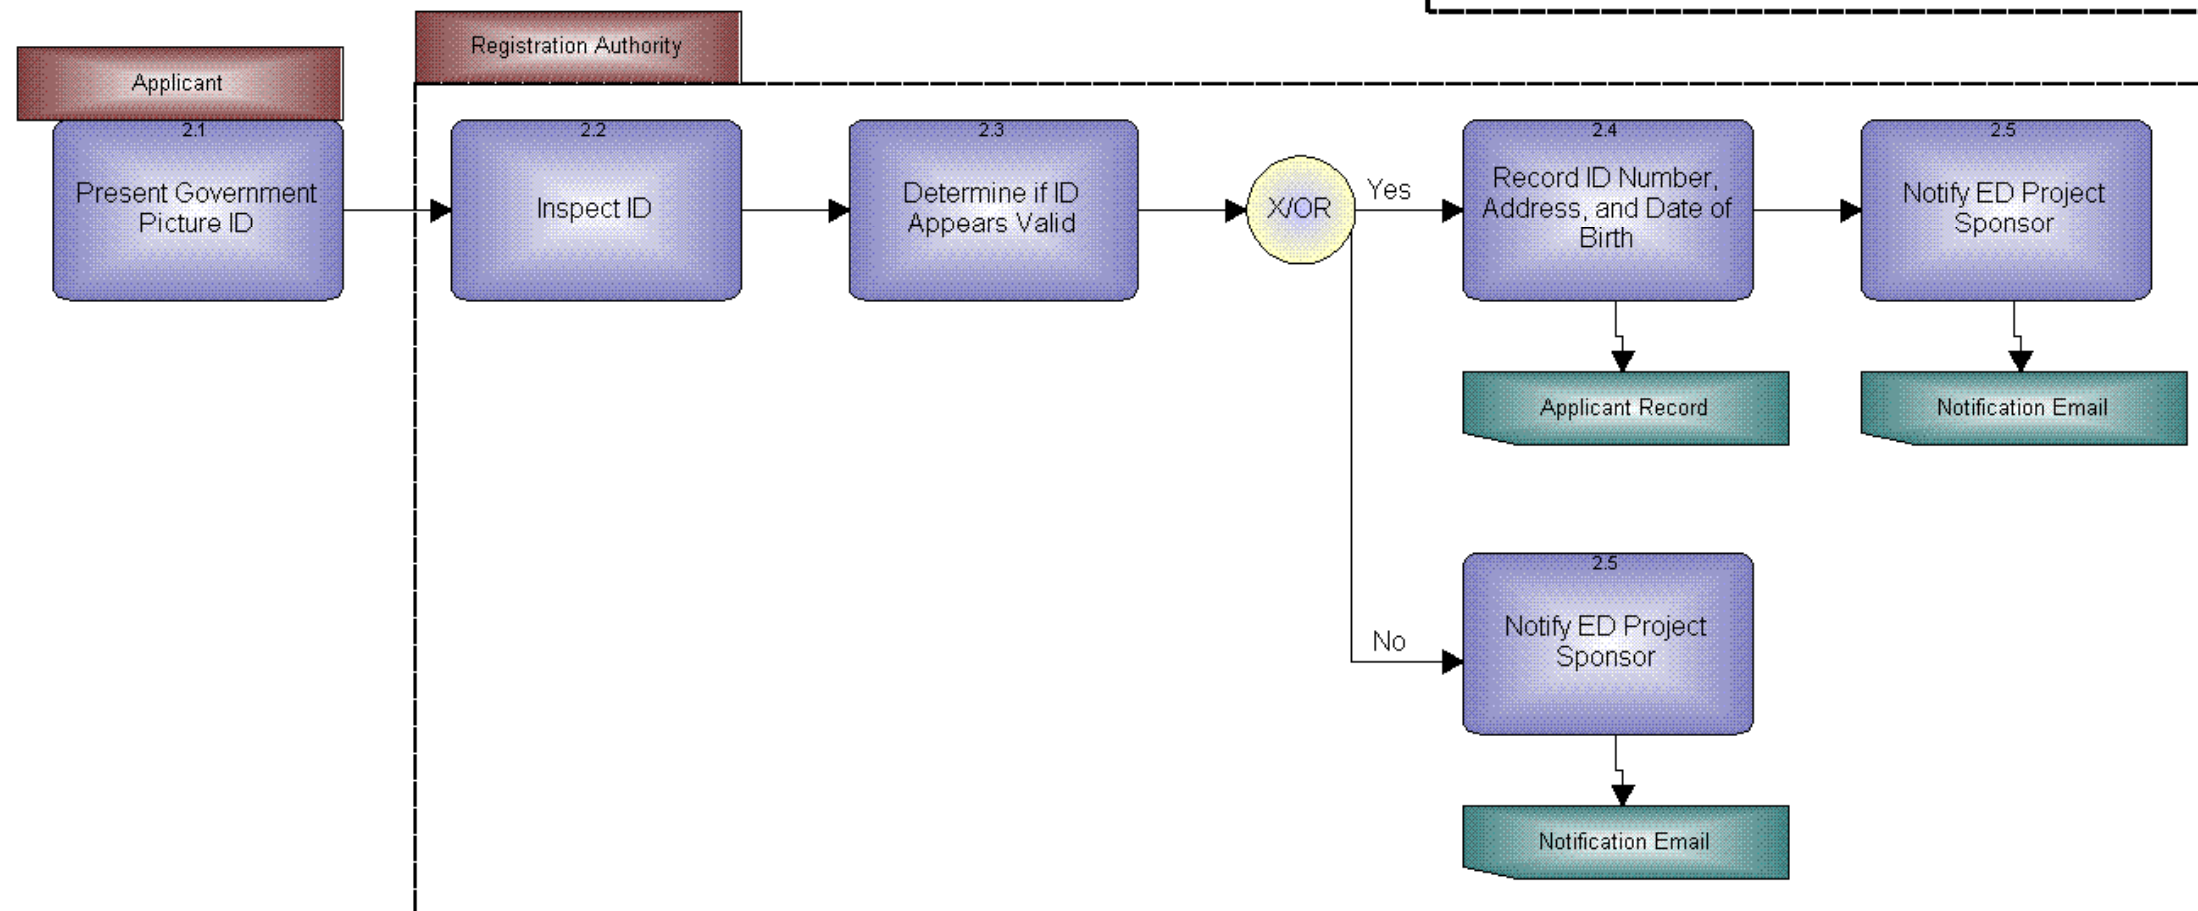 Registration Authority
Applicant
2.1
Present Government
Picture ID
2.2
Inspect ID
2.3
Determine if ID
Appears Valid
X/OR
Yes
2.4
Record ID Number,
Address, and Date of
Birth
2.5
Notify ED Project
Sponsor
Applicant Record
Notification Email
No
2.5
Notify ED Project
Sponsor
Notification Email